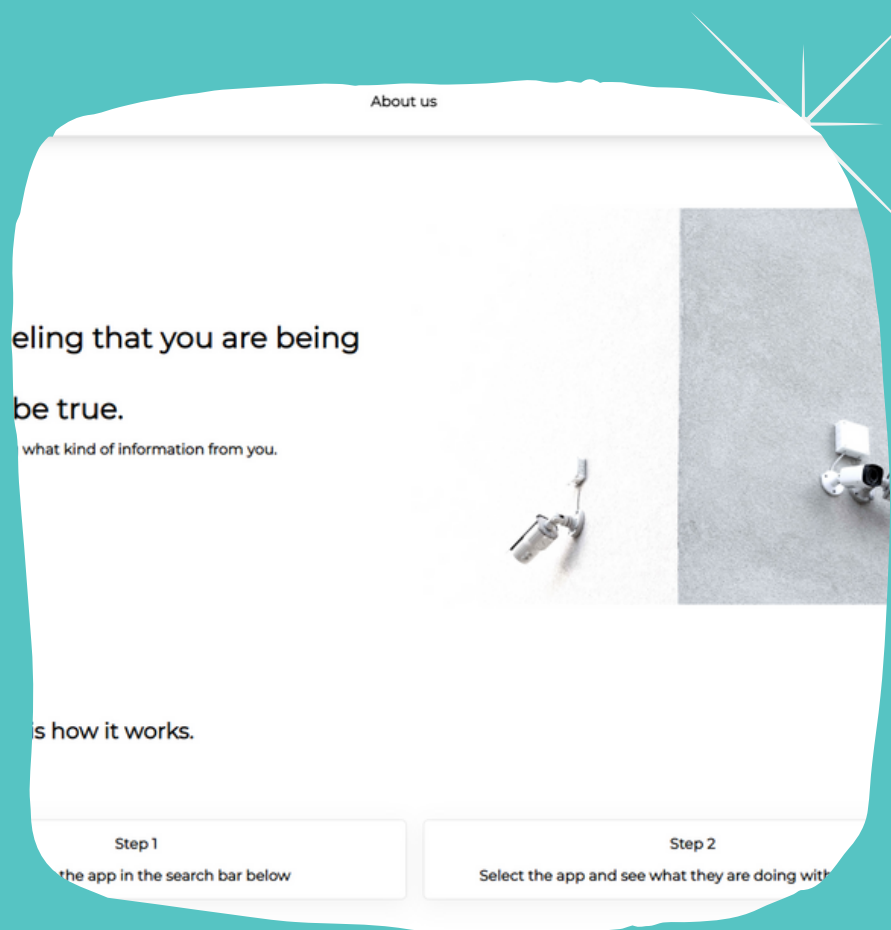 About us
eling that you are being
be true.
what kind of information from you.
is how it works.
Step 1
the app in the search bar below
Step 2
Select the app and see what they are doing with